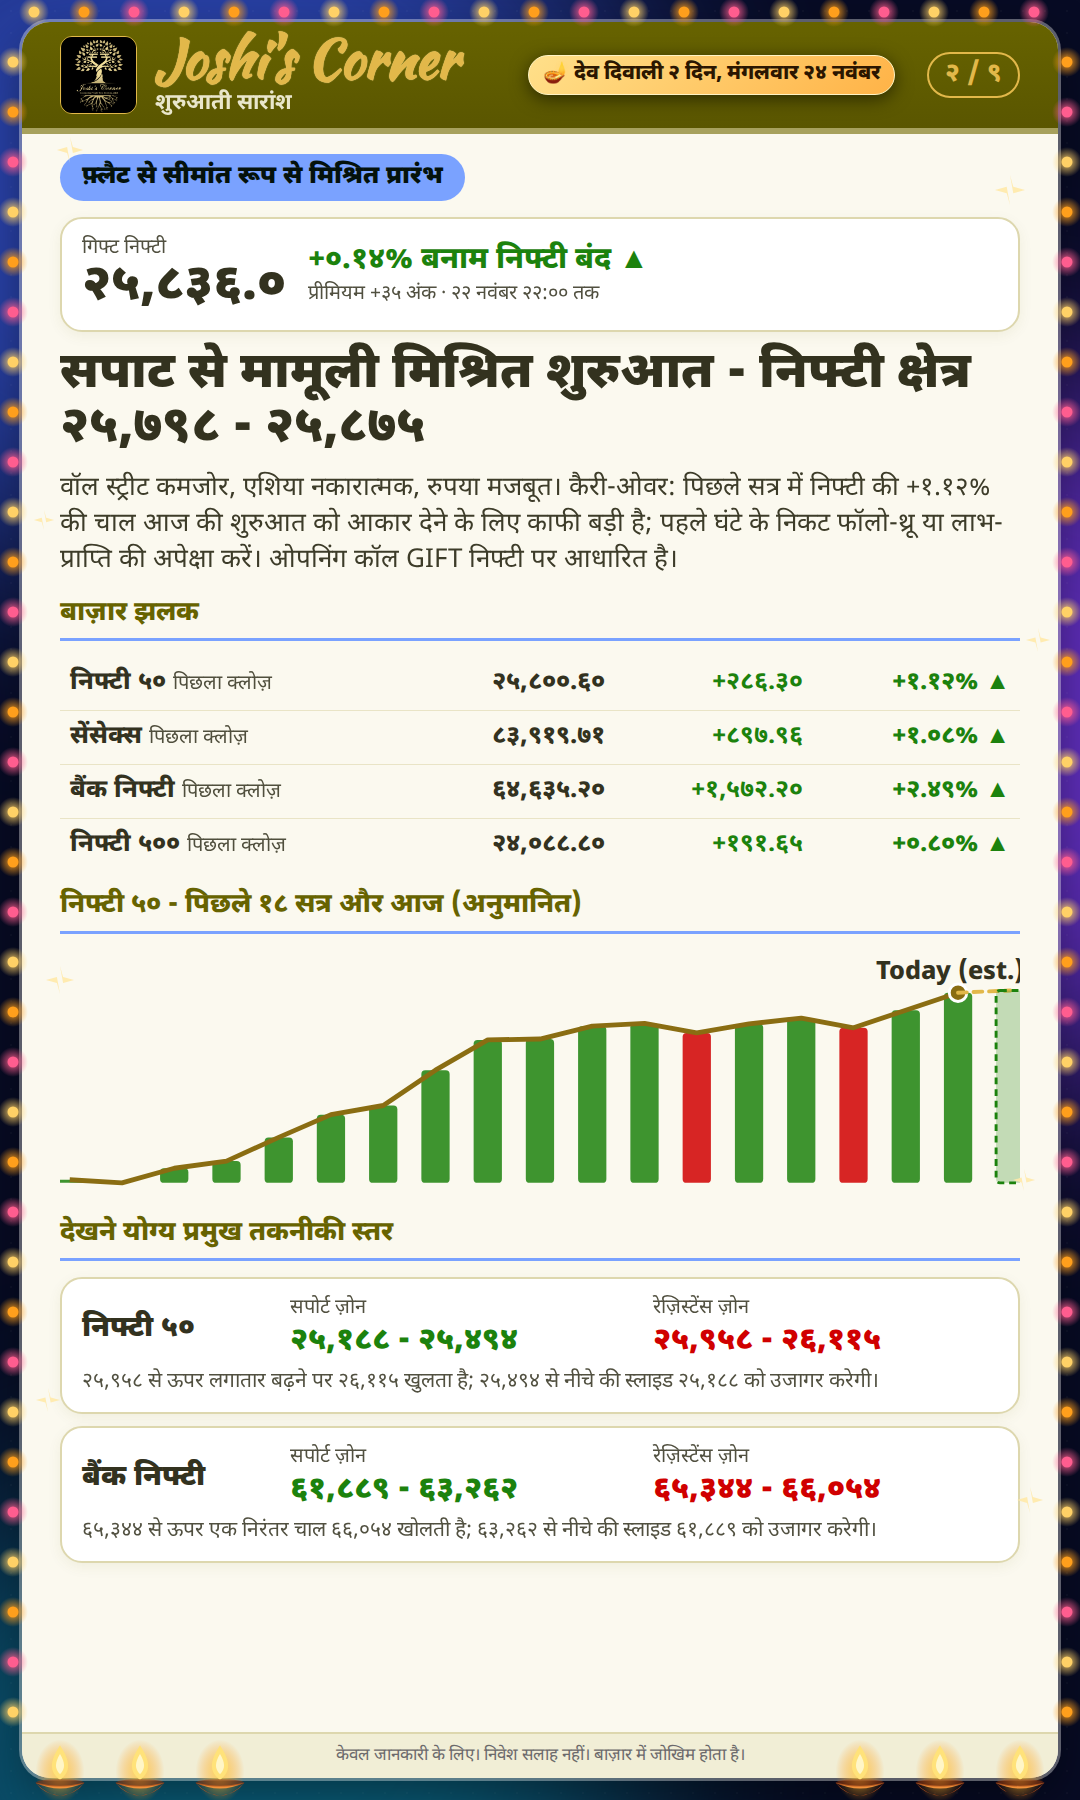 Joshi's Corner
Joshi's Corner
शुरुआती सारांश
देव दिवाली २ दिन, मंगलवार २४ नवंबर
२ / ९
फ़्लैट से सीमांत रूप से मिश्रित प्रारंभ
गिफ्ट निफ्टी
२५,८३६.०
+०.१४% बनाम निफ्टी बंद ▲
प्रीमियम +३५ अंक · २२ नवंबर २२:०० तक
सपाट से मामूली मिश्रित शुरुआत - निफ्टी क्षेत्र
२५,७९८ - २५,८७५
वॉल स्ट्रीट कमजोर, एशिया नकारात्मक, रुपया मजबूत। कैरी-ओवर: पिछले सत्र में निफ्टी की +१.१२%
की चाल आज की शुरुआत को आकार देने के लिए काफी बड़ी है; पहले घंटे के निकट फॉलो-थ्रू या लाभ-
प्राप्ति की अपेक्षा करें। ओपनिंग कॉल GIFT निफ्टी पर आधारित है।
बाज़ार झलक
निफ्टी ५० पिछला क्लोज़ २५,८००.६० +२८६.३० +१.१२% ▲
सेंसेक्स पिछला क्लोज़ ८३,९१९.७१ +८९७.९६ +१.०८% ▲
बैंक निफ्टी पिछला क्लोज़ ६४,६३५.२० +१,५७२.२० +२.४९% ▲
निफ्टी ५०० पिछला क्लोज़ २४,०८८.८० +१९१.६५ +०.८०% ▲
निफ्टी ५० - पिछले १८ सत्र और आज (अनुमानित)
Today (est.)
देखने योग्य प्रमुख तकनीकी स्तर
निफ्टी ५०
सपोर्ट ज़ोन
२५,१८८ - २५,४९४
रेज़िस्टेंस ज़ोन
२५,९५८ - २६,११५
२५,९५८ से ऊपर लगातार बढ़ने पर २६,११५ खुलता है; २५,४९४ से नीचे की स्लाइड २५,१८८ को उजागर करेगी।
बैंक निफ्टी
सपोर्ट ज़ोन
६१,८८९ - ६३,२६२
रेज़िस्टेंस ज़ोन
६५,३४४ - ६६,०५४
६५,३४४ से ऊपर एक निरंतर चाल ६६,०५४ खोलती है; ६३,२६२ से नीचे की स्लाइड ६१,८८९ को उजागर करेगी।
केवल जानकारी के लिए। निवेश सलाह नहीं। बाज़ार में जोखिम होता है।